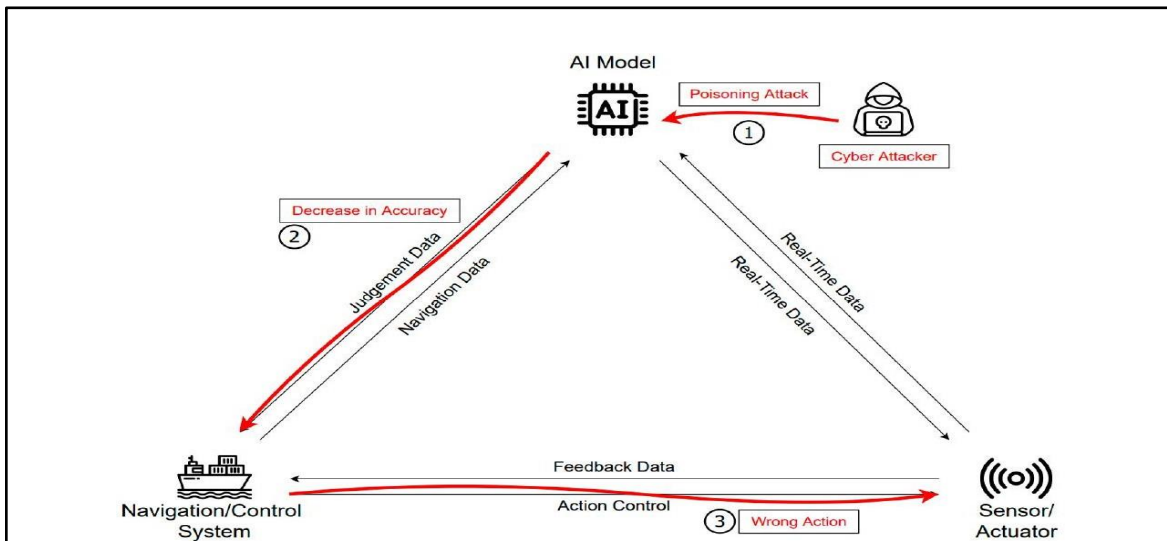 AI Model
AI
Poisoning Attack
1
Cyber Attacker
Decrease in Accuracy
2
Judgement Data
Navigation Data
Real-Time Data
Real-Time Data
Feedback Data
Action Control
3
Wrong Action
Navigation/Control
System
Sensor/
Actuator